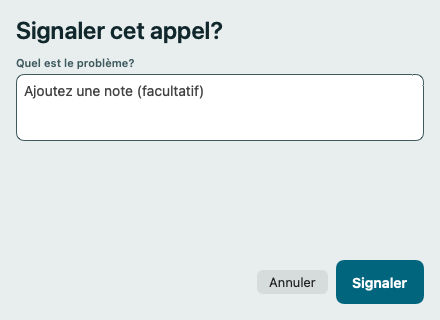 Signaler cet appel?
Quel est le problème?
Ajoutez une note (facultatif)
Annuler
Signaler